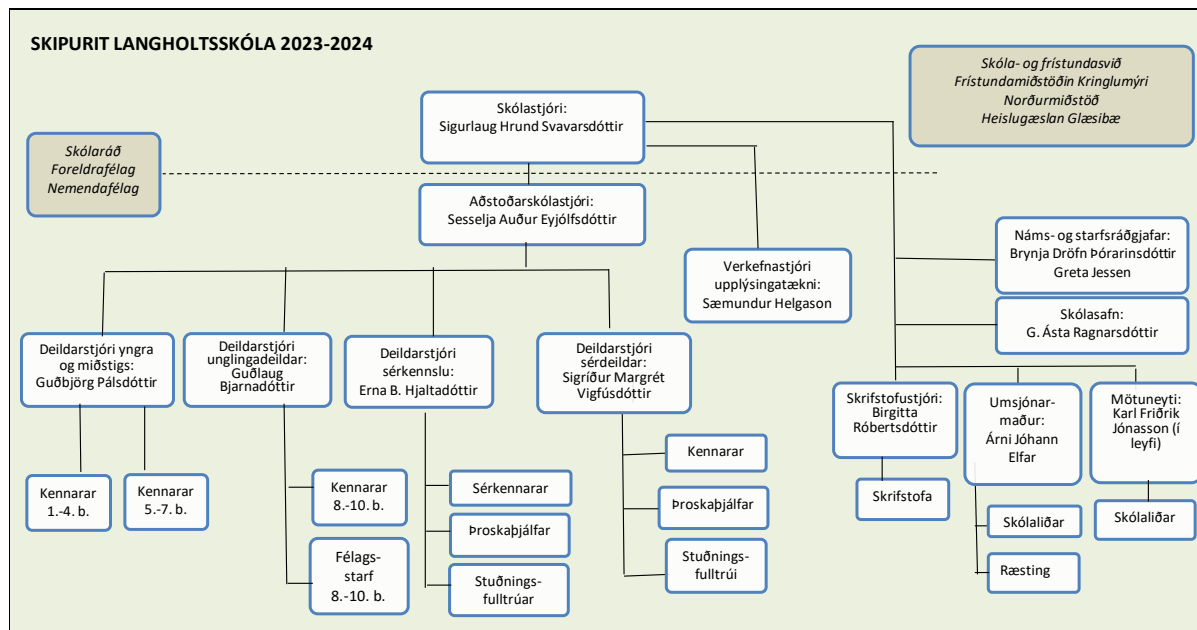 SKIPURIT LANGHOLTSSKÓLA 2023-2024
Skóla- og frístundasvið
Frístundamiðstöðin Kringlumýri
Norðurmiðstöð
Heislugæslan Glæsibæ
Skólastjóri:
Sigurlaug Hrund Svavarsdóttir
Skólaráð
Foreldrafélag
Nemendafélag
Aðstoðarskólastjóri:
Sesselja Auður Eyjólfsdóttir
Náms- og starfsráðgjafar:
Brynja Dröfn Þórarinsdóttir
Greta Jessen
Verkefnastjóri
upplýsingatækni:
Sæmundur Helgason
Skólasafn:
G. Ásta Ragnarsdóttir
Deildarstjóri yngra
og miðstigs:
Guðbjörg Pálsdóttir
Deildarstjóri
unglingadeildar:
Guðlaug
Bjarnadóttir
Deildarstjóri
sérkennslu:
Erna B. Hjaltadóttir
Deildarstjóri
sérdeildar:
Sigríður Margrét
Vigfúsdóttir
Skrifstofustjóri:
Birgitta
Róbertsdóttir
Umsjónar-
maður:
Árni Jóhann
Elfar
Mötuneyti:
Karl Friðrik
Jónasson (í
leyfi)
Kennarar
1.-4. b.
Kennarar
5.-7. b.
Kennarar
8.-10. b.
Félags-
starf
8.-10. b.
Sérkennarar
Þroskaþjálfar
Stuðnings-
fulltrúar
Kennarar
Þroskaþjálfar
Stuðnings-
fulltrúi
Skrifstofa
Skólaliðar
Ræsting
Skólaliðar